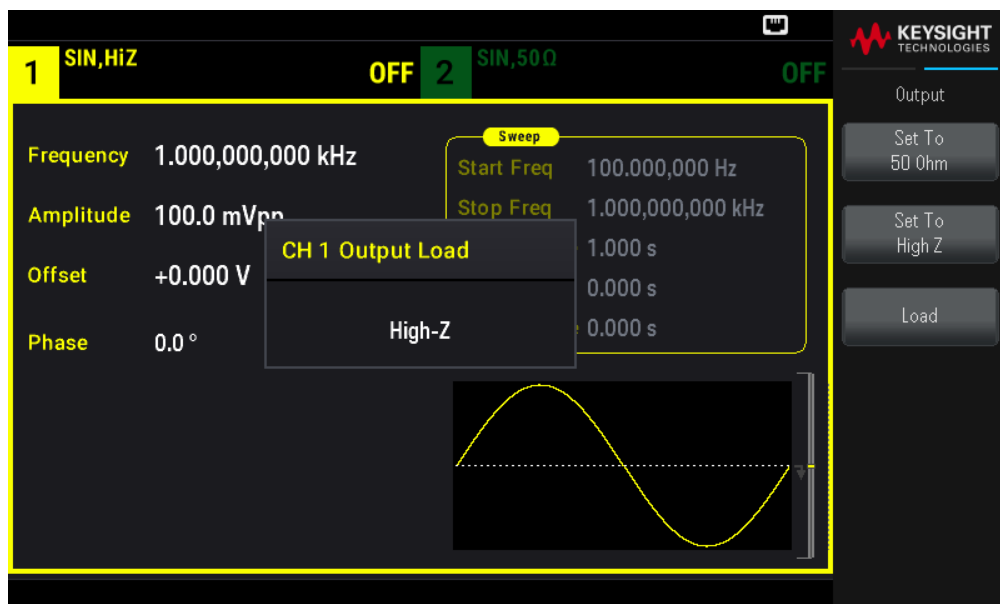 KEYSIGHT
TECHNOLOGIES
1 SIN,HiZ OFF 2 SIN,50Ω OFF
Output
Sweep
Set To
50 Ohm
Frequency 1.000,000,000 kHz
Start Freq 100.000,000 Hz
Amplitude 100.0 mVpp
Stop Freq 1.000,000,000 kHz
Set To
High Z
CH 1 Output Load
1.000 s
Offset +0.000 V
0.000 s
Load
High-Z
0.000 s
Phase 0.0 °